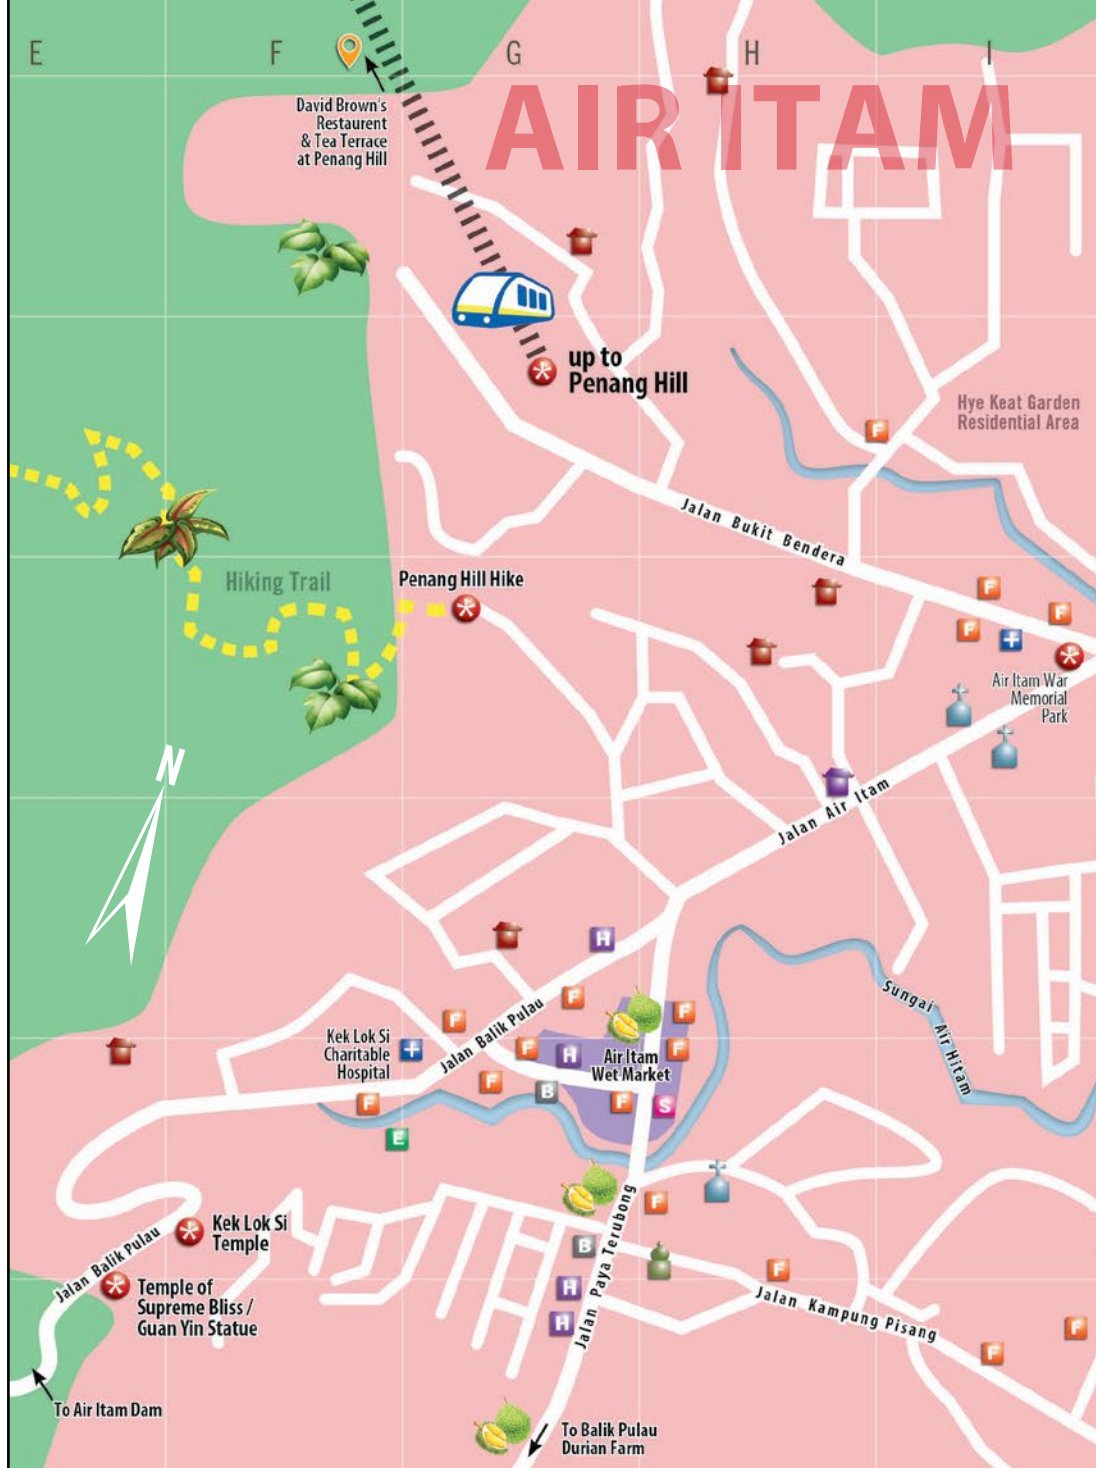 E
F
G
H
I
AIR ITAM
David Brown's
Restaurent
& Tea Terrace
at Penang Hill
up to
Penang Hill
Hye Keat Garden
Residential Area
F
Jalan Bukit Bendera
Hiking Trail
Penang Hill Hike
F
F
F
Air Itam War
Memorial
Park
N
Jalan Air Itam
H
Sungai Air Hitam
F
F
F
Jalan Balik Pulau
Kek Lok Si
Charitable
Hospital
F
H
Air Itam
Wet Market
F
F
B
F
S
F
E
F
Jalan Paya Terubong
Kek Lok Si
Temple
Jalan Balik Pulau
B
F
Temple of
Supreme Bliss /
Guan Yin Statue
H
H
Jalan Kampung Pisang
F
F
To Air Itam Dam
To Balik Pulau
Durian Farm